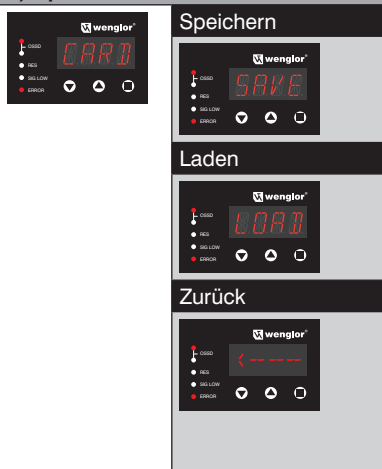 wenglor®
CARD
OSSD
RES
SIG LOW
ERROR
Speichern
wenglor®
SAVE
OSSD
RES
SIG LOW
ERROR
Laden
wenglor®
LOAD
OSSD
RES
SIG LOW
ERROR
Zurück
wenglor®
<----
OSSD
RES
SIG LOW
ERROR